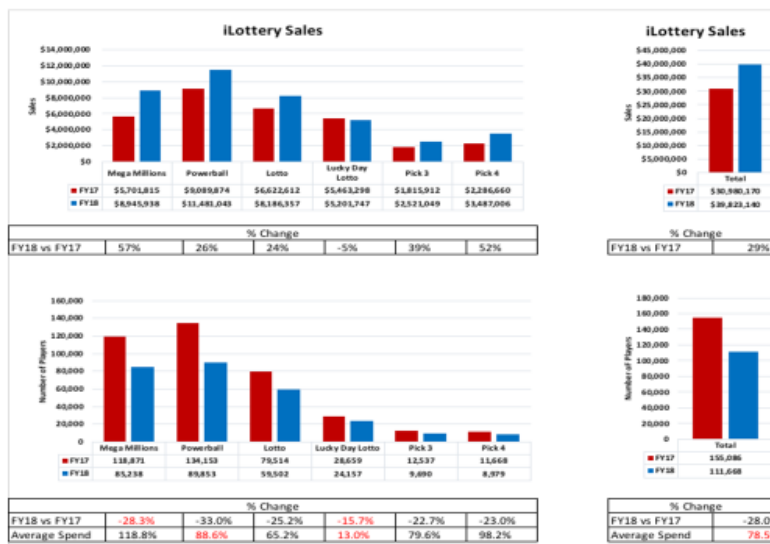 iLottery Sales
$14,000,000
$12,000,000
$10,000,000
$8,000,000
$6,000,000
$4,000,000
$2,000,000
$0
Sales
Mega Millions Powerball Lotto Lucky Day Lotto Pick 3 Pick 4
FY17 $5,701,815 $9,089,874 $6,622,612 $5,463,298 $1,815,912 $2,286,660
FY18 $8,945,938 $11,481,043 $8,186,357 $5,201,747 $2,521,049 $3,487,006
% Change
FY18 vs FY17 57% 26% 24% -5% 39% 52%
iLottery Sales
$45,000,000
$40,000,000
$35,000,000
$30,000,000
$25,000,000
$20,000,000
$15,000,000
$10,000,000
$5,000,000
$0
Sales
Total
FY17 $30,980,170
FY18 $39,823,140
% Change
FY18 vs FY17 29%
160,000
140,000
120,000
100,000
80,000
60,000
40,000
20,000
0
Number of Players
Mega Millions Powerball Lotto Lucky Day Lotto Pick 3 Pick 4
FY17 118,871 134,153 79,514 28,659 12,537 11,668
FY18 85,238 89,853 59,502 24,157 9,690 8,979
% Change
FY18 vs FY17 -28.3% -33.0% -25.2% -15.7% -22.7% -23.0%
Average Spend 118.8% 88.6% 65.2% 13.0% 79.6% 98.2%
180,000
160,000
140,000
120,000
100,000
80,000
60,000
40,000
20,000
0
Number of Players
Total
FY17 155,086
FY18 111,668
% Change
FY18 vs FY17 -28.0
Average Spend 78.5